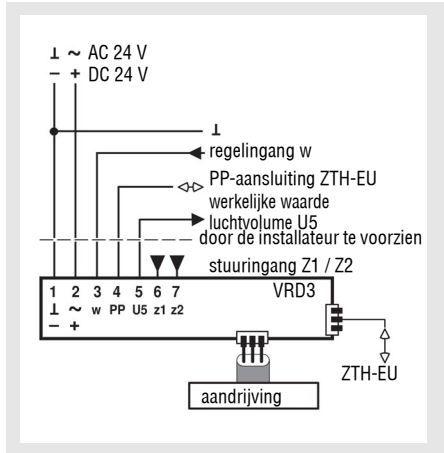 ⊥ ~ AC 24 V
− + DC 24 V
⊥
regelingang w
PP-aansluiting ZTH-EU
werkelijke waarde
luchtvolume U5
door de installateur te voorzien
stuuringang Z1 / Z2
1 2 3 4 5 6 7 VRD3
⊥ ~ w PP U5 z1 z2
− +
ZTH-EU
aandrijving